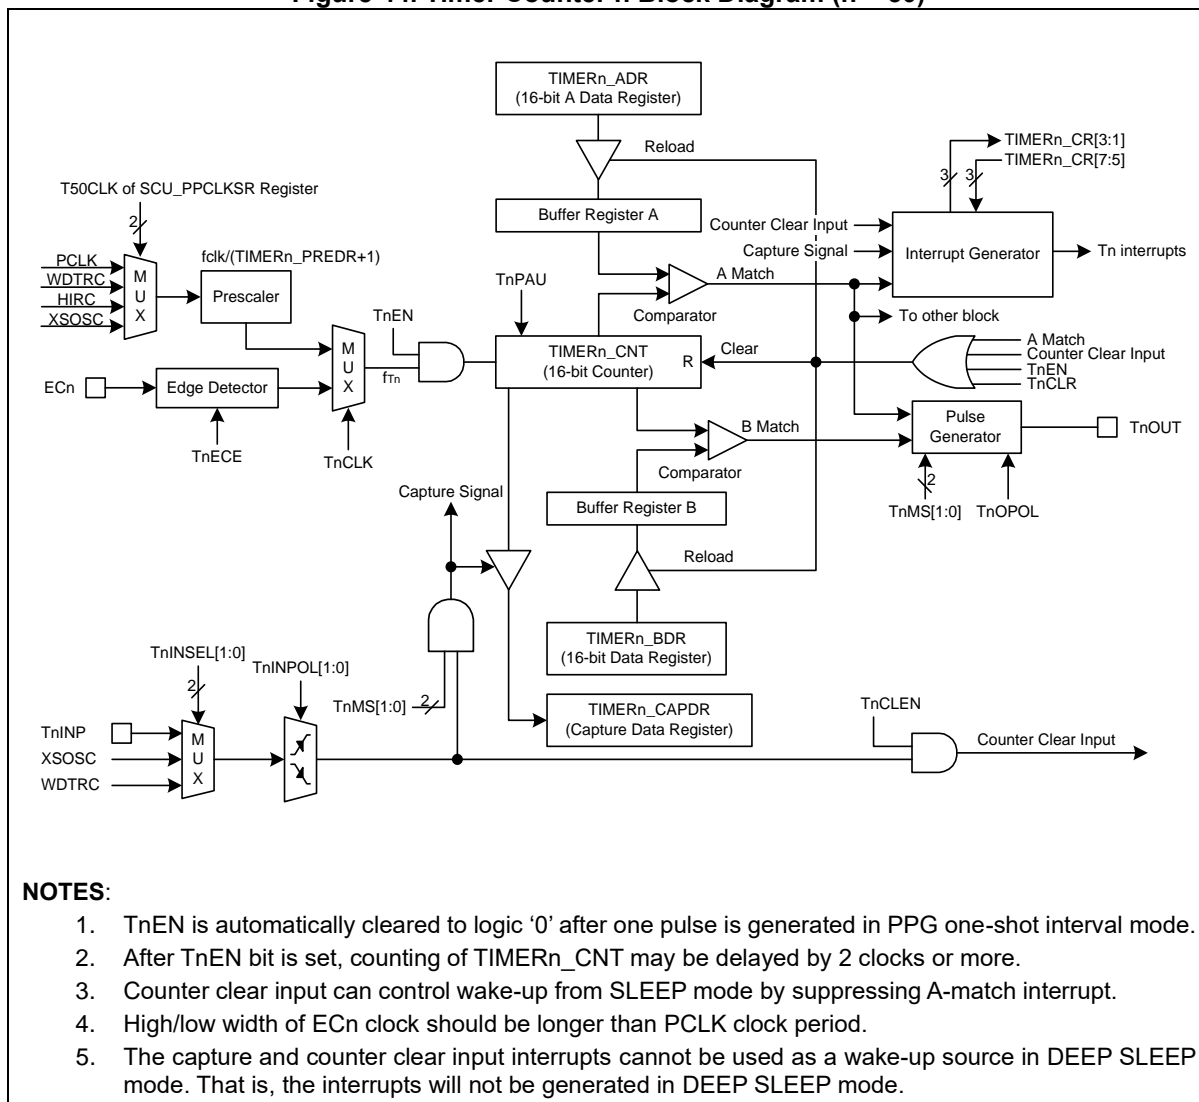 TIMERn_ADR
(16-bit A Data Register)
Reload
TIMERn_CR[3:1]
TIMERn_CR[7:5]
3
3
T50CLK of SCU_PPCLKSR Register
2
Buffer Register A
Counter Clear Input
Capture Signal
Interrupt Generator
Tn interrupts
PCLK
WDTRC
HIRC
XSOSC
MUX
fclk/(TIMERn_PREDR+1)
Prescaler
TnPAU
A Match
Comparator
To other block
TnEN
MUX
fTn
TIMERn_CNT
(16-bit Counter)
R
Clear
A Match
Counter Clear Input
TnEN
TnCLR
ECn
Edge Detector
TnECE
TnCLK
B Match
Comparator
Pulse
Generator
TnOUT
2
TnMS[1:0]
TnOPOL
Capture Signal
Buffer Register B
Reload
TIMERn_BDR
(16-bit Data Register)
TnINSEL[1:0]
2
TnINPOL[1:0]
TnMS[1:0]
2
TIMERn_CAPDR
(Capture Data Register)
TnCLEN
Counter Clear Input
TnINP
XSOSC
WDTRC
MUX
NOTES:
1. TnEN is automatically cleared to logic ‘0’ after one pulse is generated in PPG one-shot interval mode.
2. After TnEN bit is set, counting of TIMERn_CNT may be delayed by 2 clocks or more.
3. Counter clear input can control wake-up from SLEEP mode by suppressing A-match interrupt.
4. High/low width of ECn clock should be longer than PCLK clock period.
5. The capture and counter clear input interrupts cannot be used as a wake-up source in DEEP SLEEP
mode. That is, the interrupts will not be generated in DEEP SLEEP mode.